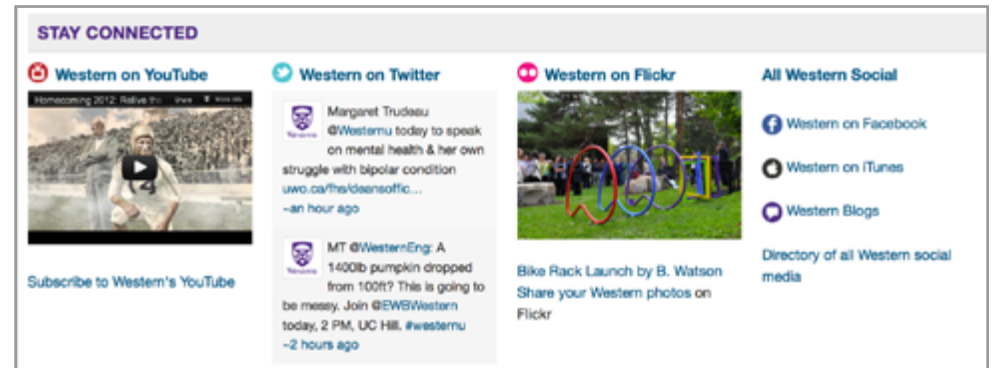 STAY CONNECTED
Western on YouTube
Homecoming 2012: Relive the
Subscribe to Western's YouTube
Western on Twitter
Margaret Trudeau
@Westernu today to speak
on mental health & her own
struggle with bipolar condition
uwo.ca/fhs/deansoffic...
~an hour ago
MT @WesternEng: A
1400lb pumpkin dropped
from 100ft? This is going to
be messy. Join @EWBWestern
today, 2 PM, UC Hill. #westernu
~2 hours ago
Western on Flickr
Bike Rack Launch by B. Watson
Share your Western photos on
Flickr
All Western Social
Western on Facebook
Western on iTunes
Western Blogs
Directory of all Western social
media